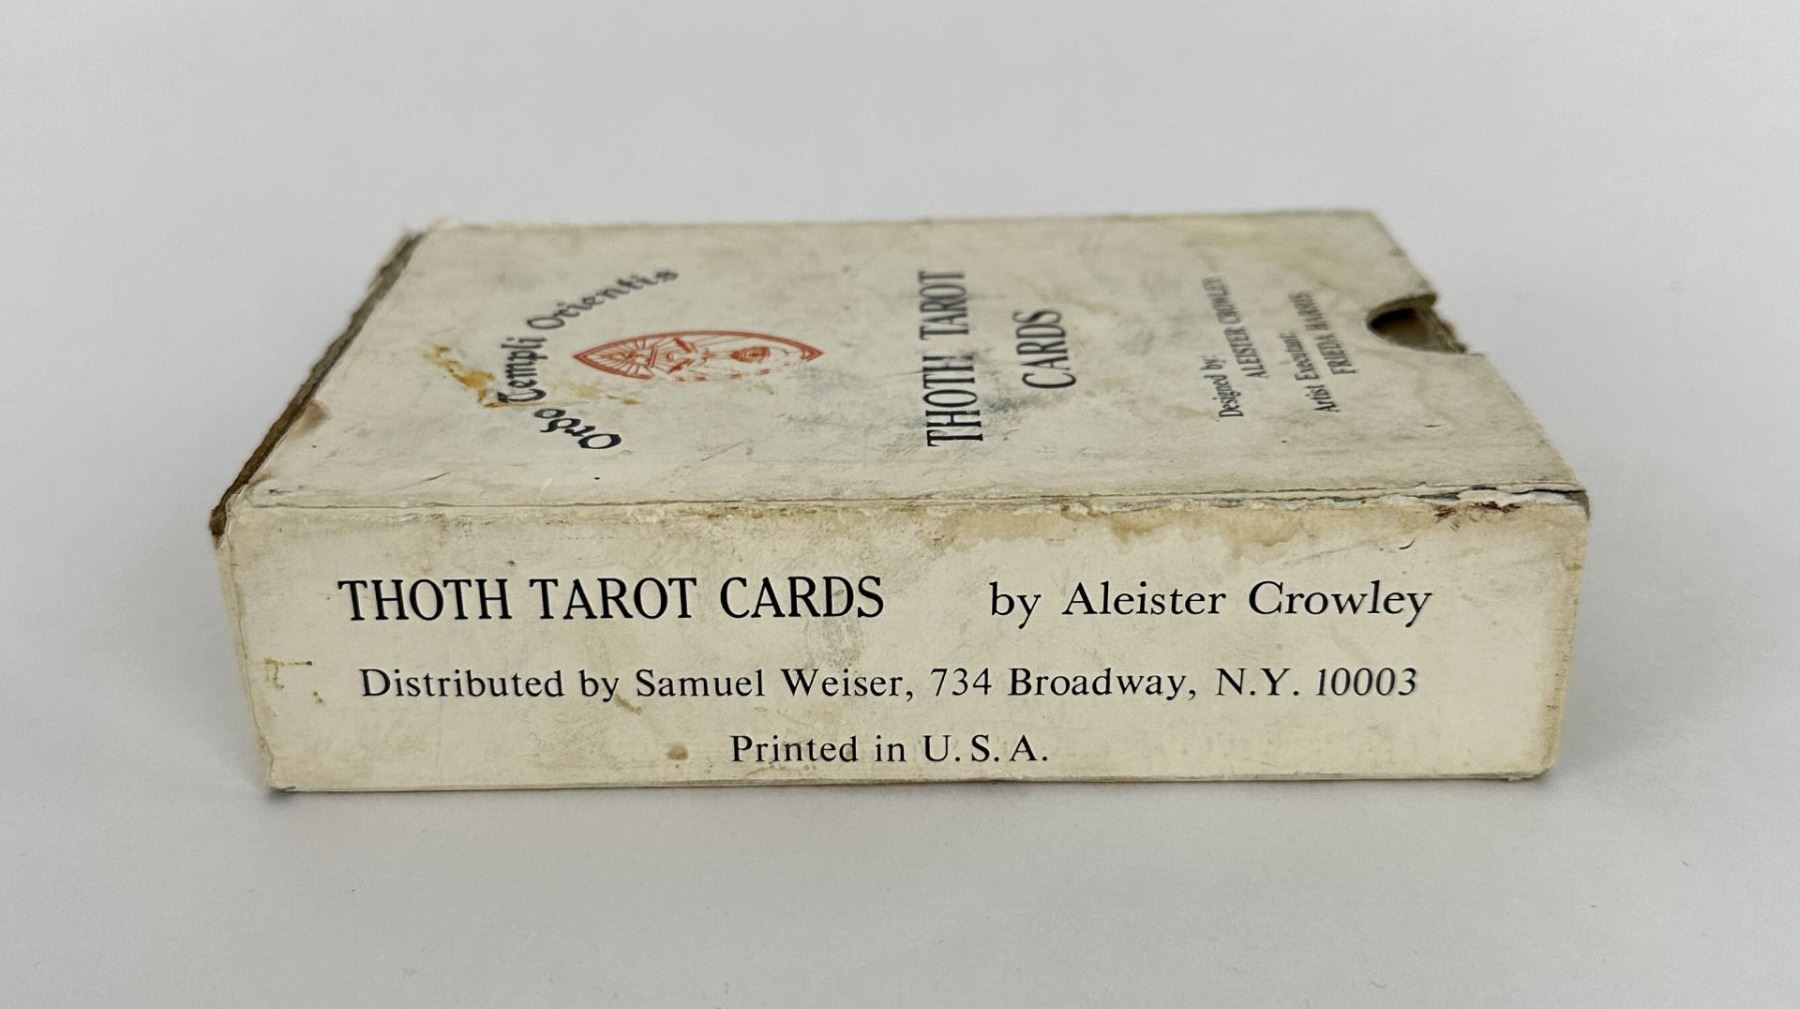 Ordo Templi Orientis
THOTH TAROT
CARDS
Designed by:
ALEISTER CROWLEY
Artist Executant:
FRIEDA HARRIS
THOTH TAROT CARDS by Aleister Crowley
Distributed by Samuel Weiser, 734 Broadway, N.Y. 10003
Printed in U.S.A.